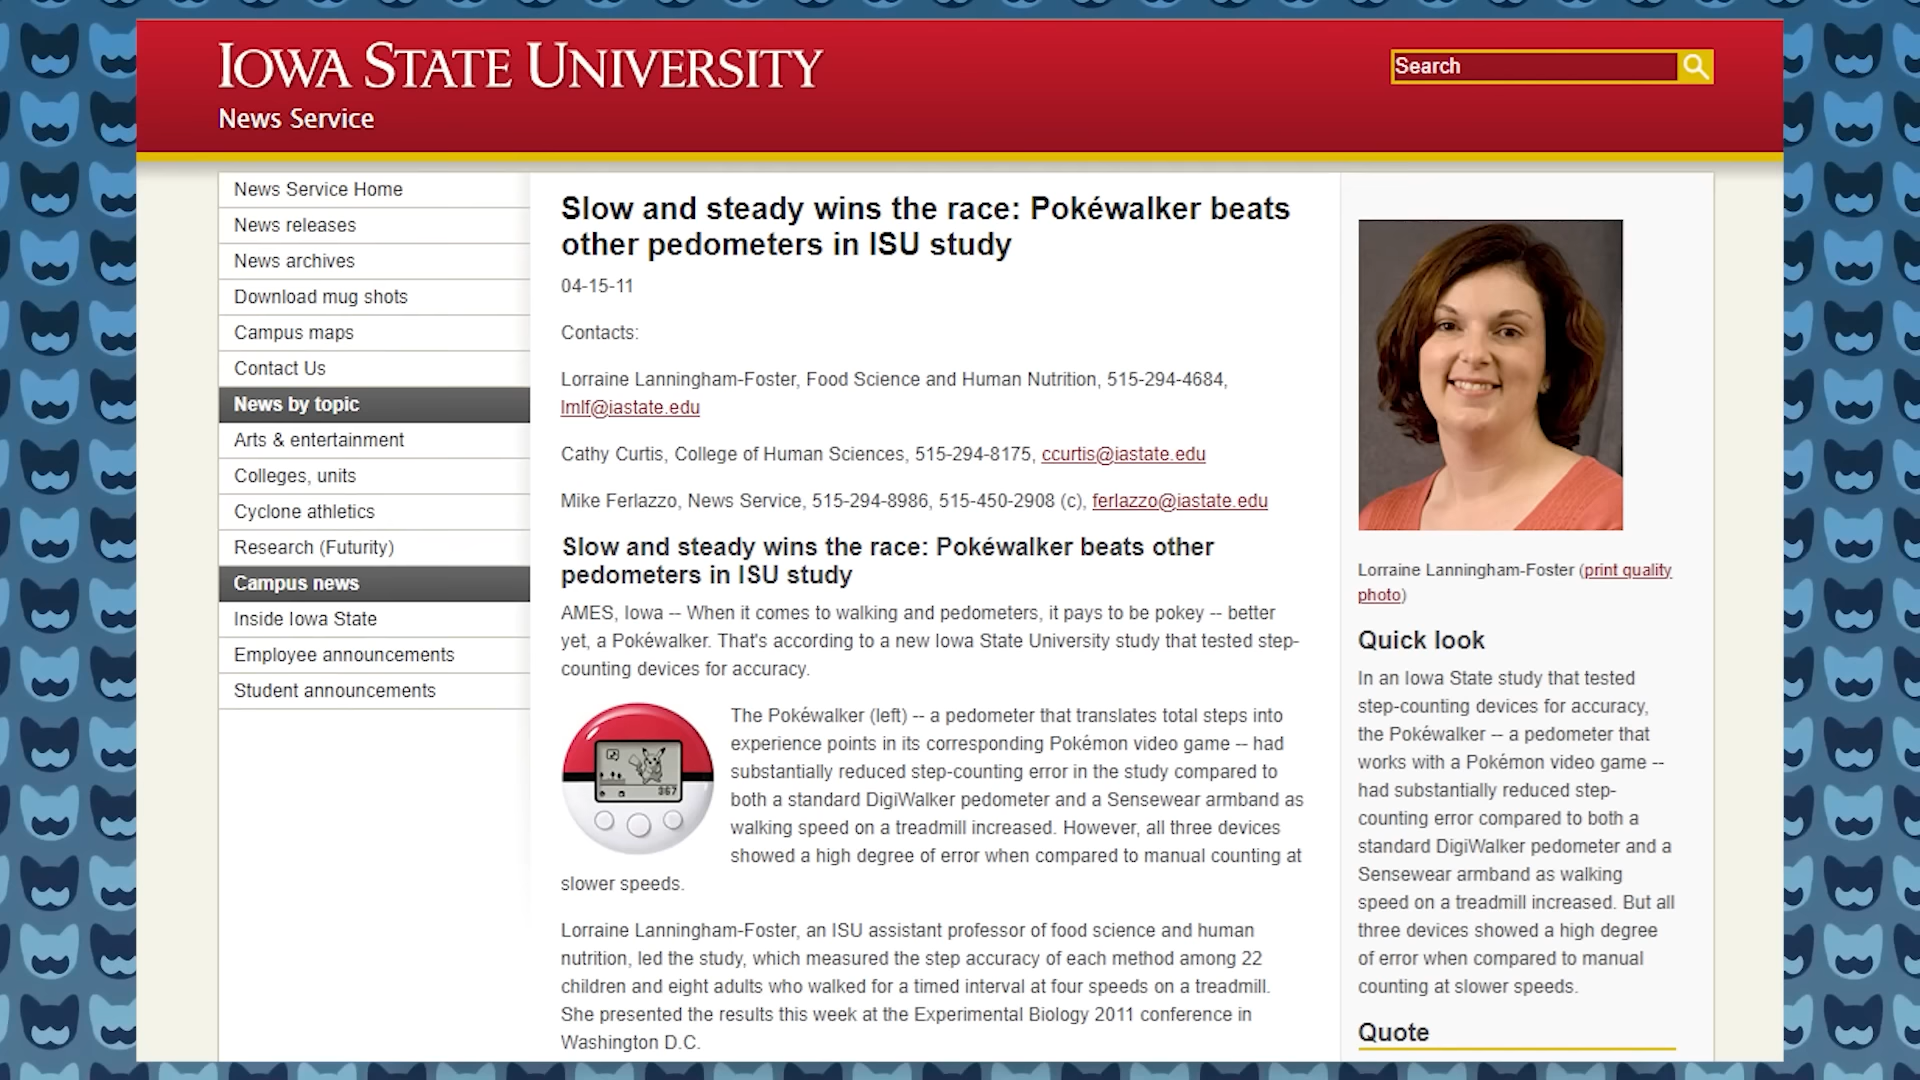 IOWA STATE UNIVERSITY
News Service
Search
News Service Home
News releases
News archives
Download mug shots
Campus maps
Contact Us
News by topic
Arts & entertainment
Colleges, units
Cyclone athletics
Research (Futurity)
Campus news
Inside Iowa State
Employee announcements
Student announcements
Slow and steady wins the race: Pokéwalker beats
other pedometers in ISU study
04-15-11
Contacts:
Lorraine Lanningham-Foster, Food Science and Human Nutrition, 515-294-4684,
lmlf@iastate.edu
Cathy Curtis, College of Human Sciences, 515-294-8175, ccurtis@iastate.edu
Mike Ferlazzo, News Service, 515-294-8986, 515-450-2908 (c), ferlazzo@iastate.edu
Slow and steady wins the race: Pokéwalker beats other
pedometers in ISU study
AMES, Iowa -- When it comes to walking and pedometers, it pays to be pokey -- better
yet, a Pokéwalker. That's according to a new Iowa State University study that tested step-
counting devices for accuracy.
367
The Pokéwalker (left) -- a pedometer that translates total steps into
experience points in its corresponding Pokémon video game -- had
substantially reduced step-counting error in the study compared to
both a standard DigiWalker pedometer and a Sensewear armband as
walking speed on a treadmill increased. However, all three devices
showed a high degree of error when compared to manual counting at
slower speeds.
Lorraine Lanningham-Foster, an ISU assistant professor of food science and human
nutrition, led the study, which measured the step accuracy of each method among 22
children and eight adults who walked for a timed interval at four speeds on a treadmill.
She presented the results this week at the Experimental Biology 2011 conference in
Washington D.C.
Lorraine Lanningham-Foster (print quality
photo)
Quick look
In an Iowa State study that tested
step-counting devices for accuracy,
the Pokéwalker -- a pedometer that
works with a Pokémon video game --
had substantially reduced step-
counting error compared to both a
standard DigiWalker pedometer and a
Sensewear armband as walking
speed on a treadmill increased. But all
three devices showed a high degree
of error when compared to manual
counting at slower speeds.
Quote